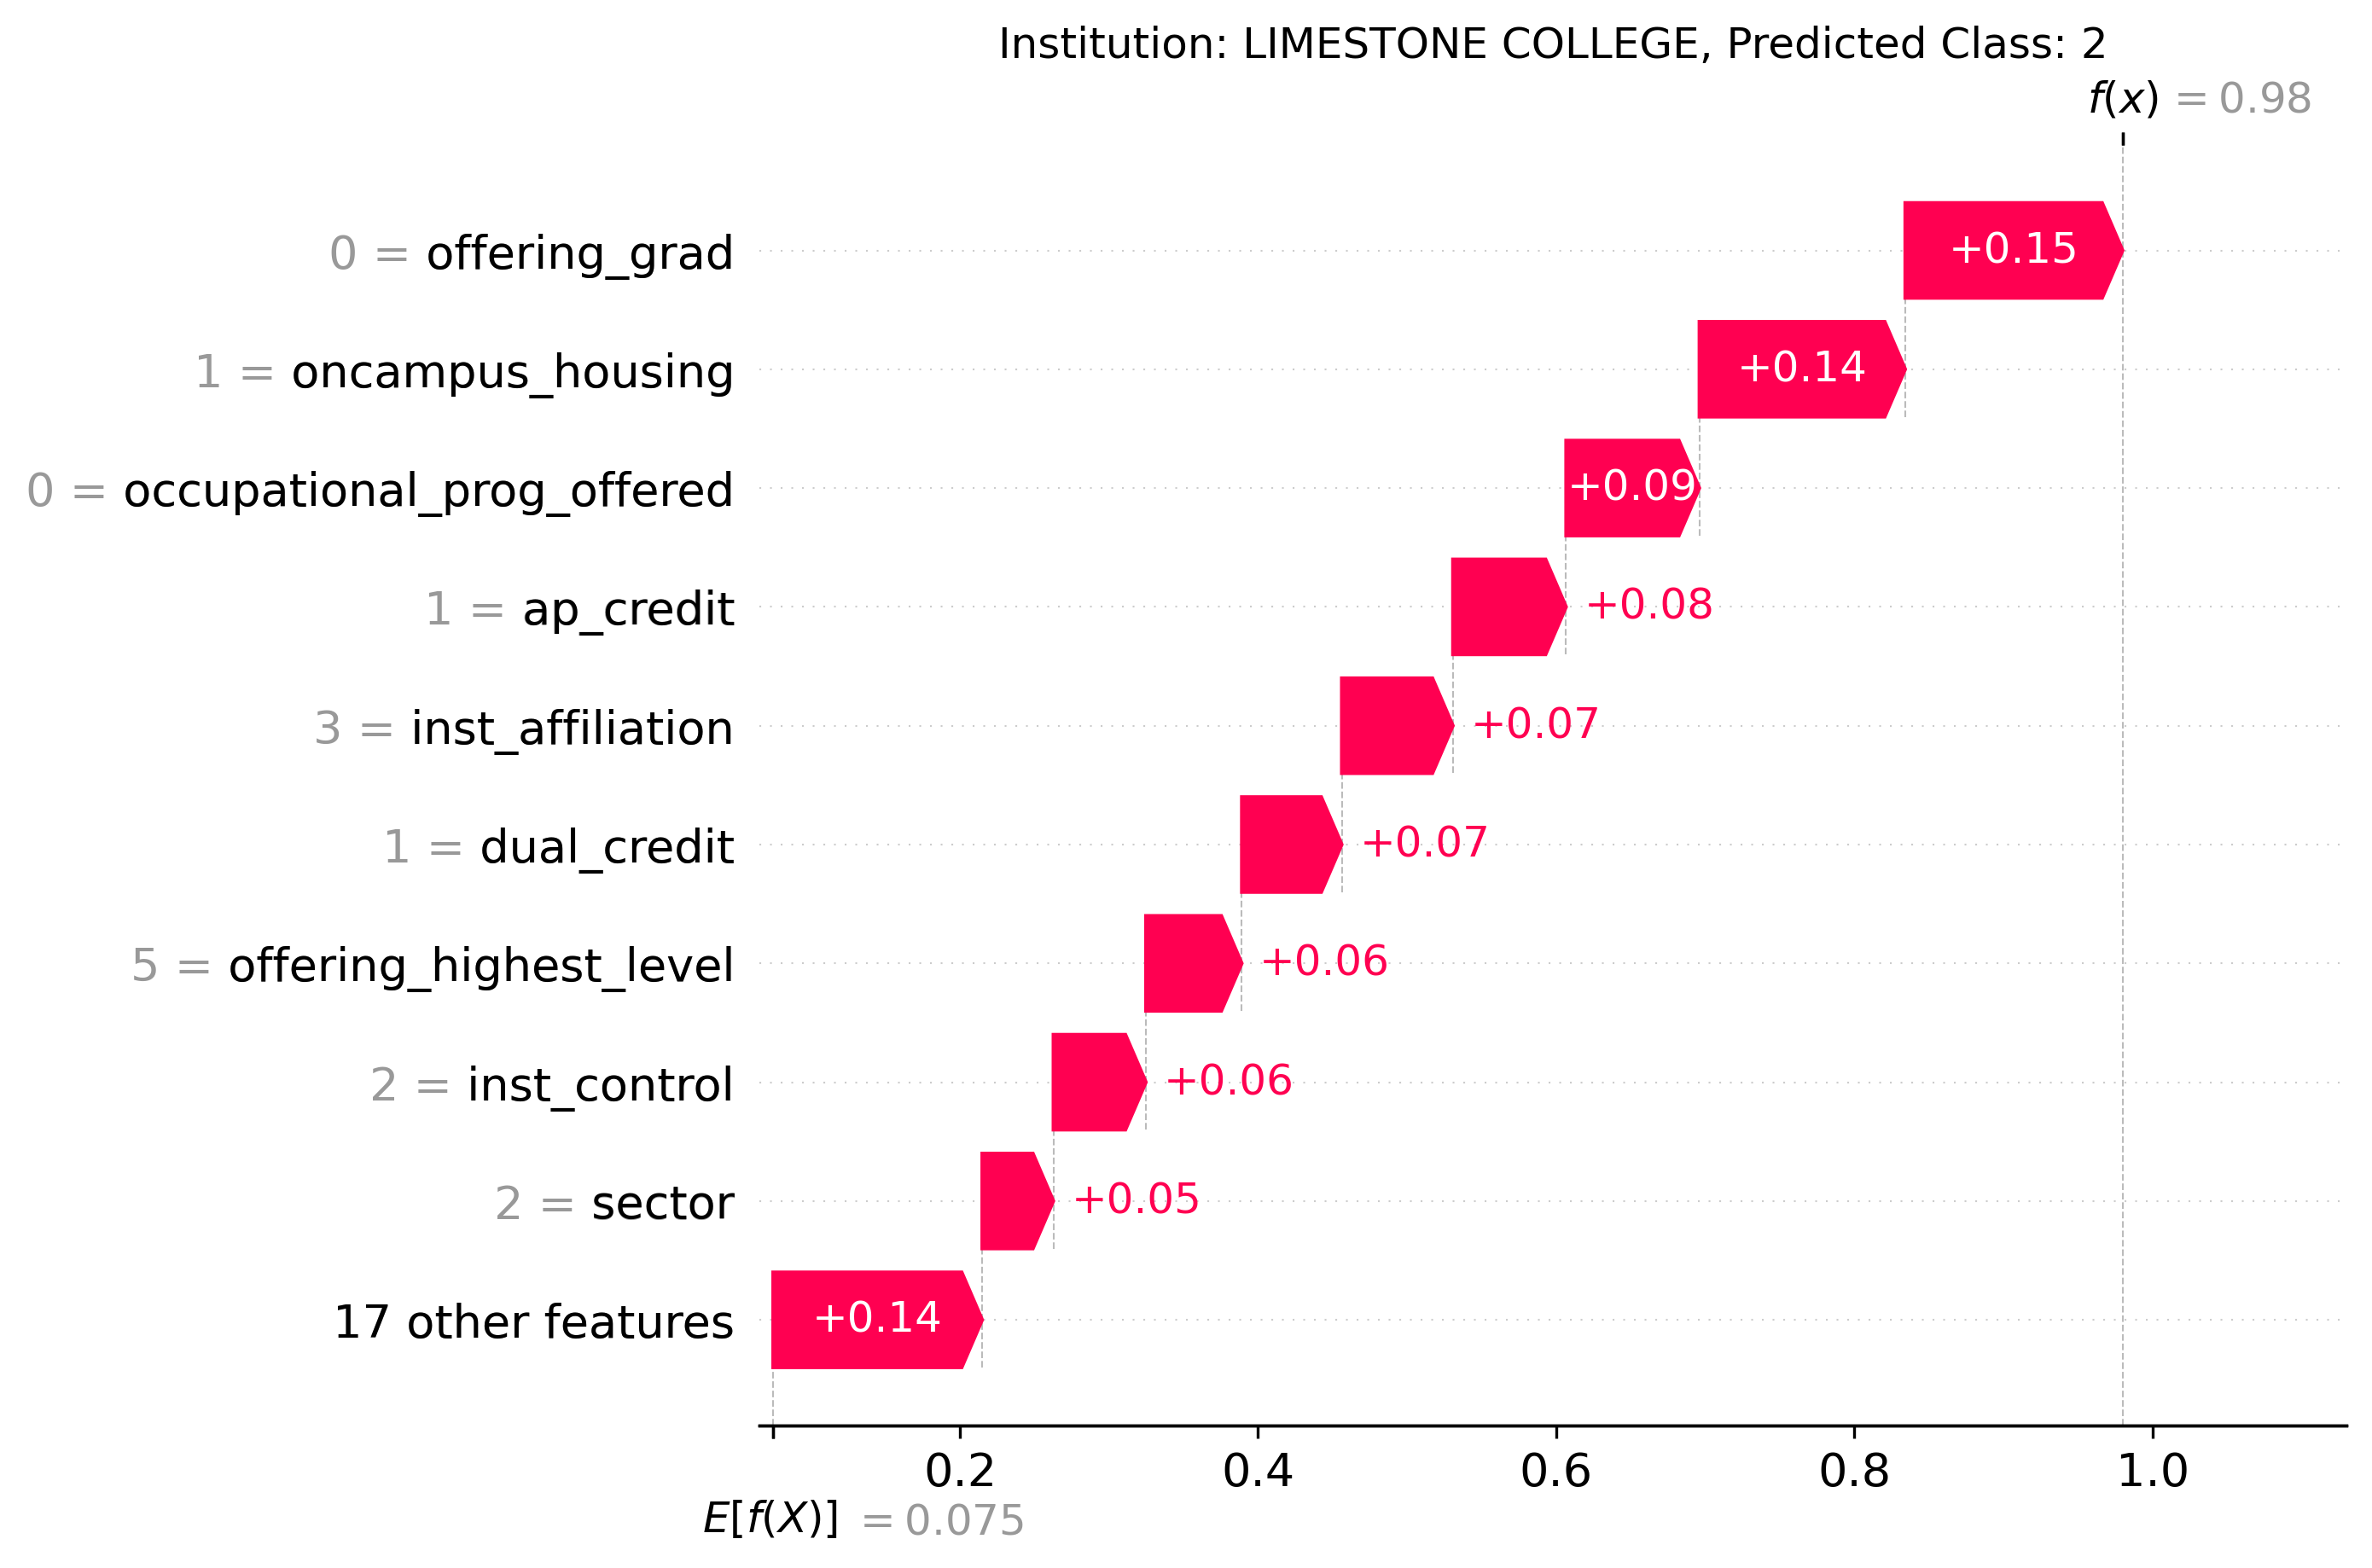 Institution: LIMESTONE COLLEGE, Predicted Class: 2
f(x) = 0.98
0 = offering_grad +0.15
1 = oncampus_housing +0.14
0 = occupational_prog_offered +0.09
1 = ap_credit +0.08
3 = inst_affiliation +0.07
1 = dual_credit +0.07
5 = offering_highest_level +0.06
2 = inst_control +0.06
2 = sector +0.05
17 other features +0.14
0.2 0.4 0.6 0.8 1.0
E[f(X)] = 0.075